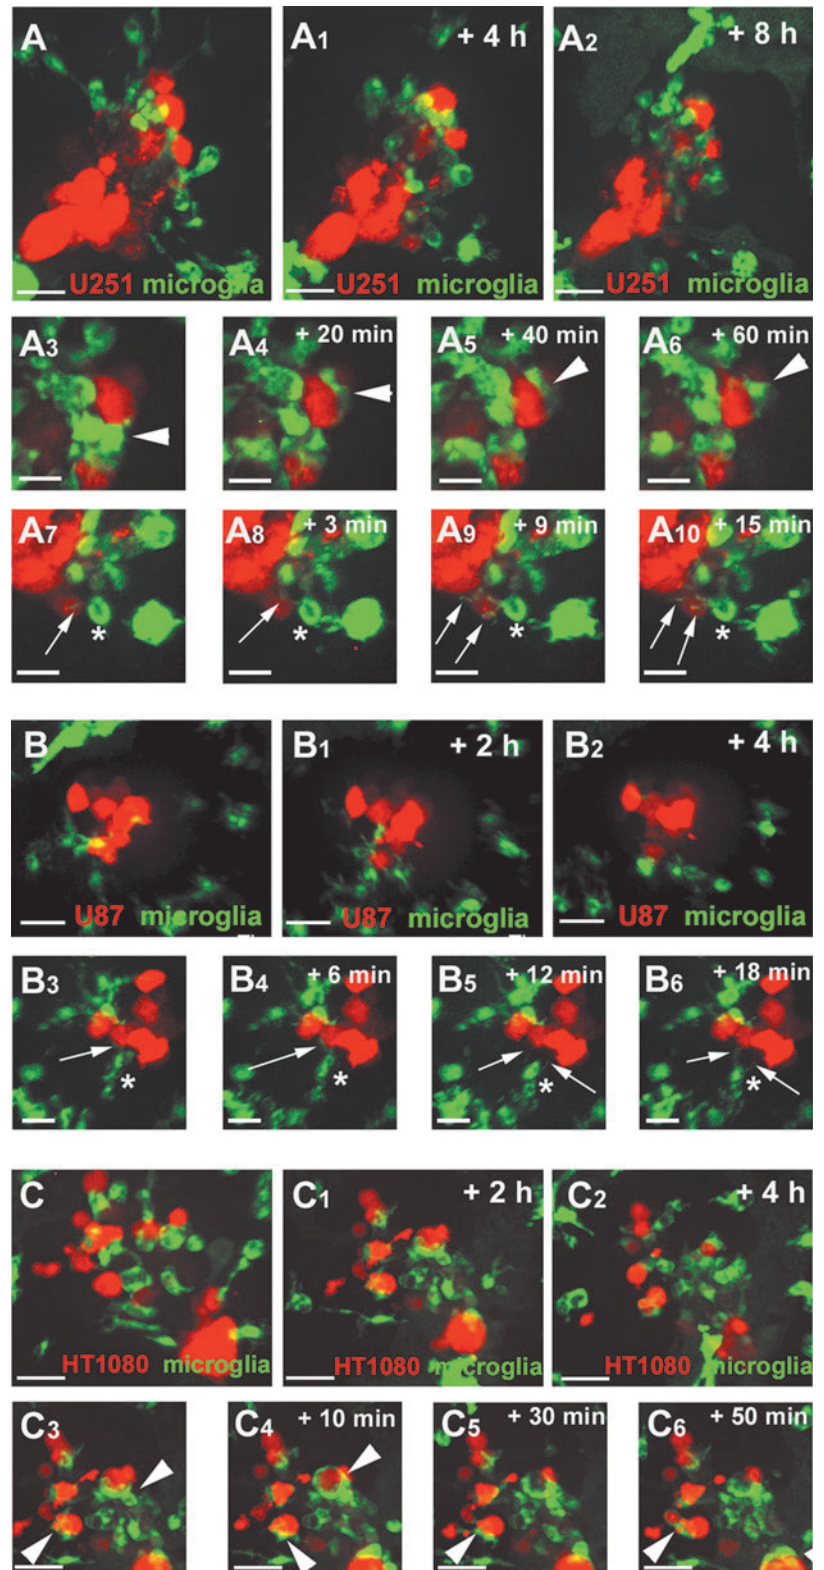 A A1 + 4 h A2 + 8 h
U251 microglia U251 microglia U251 microglia
A3 A4 + 20 min A5 + 40 min A6 + 60 min
A7 A8 + 3 min A9 + 9 min A10 + 15 min
* * * *
B B1 + 2 h B2 + 4 h
U87 microglia U87 microglia U87 microglia
B3 B4 + 6 min B5 + 12 min B6 + 18 min
* * * *
C C1 + 2 h C2 + 4 h
HT1080 microglia HT1080 microglia HT1080 microglia
C3 C4 + 10 min C5 + 30 min C6 + 50 min